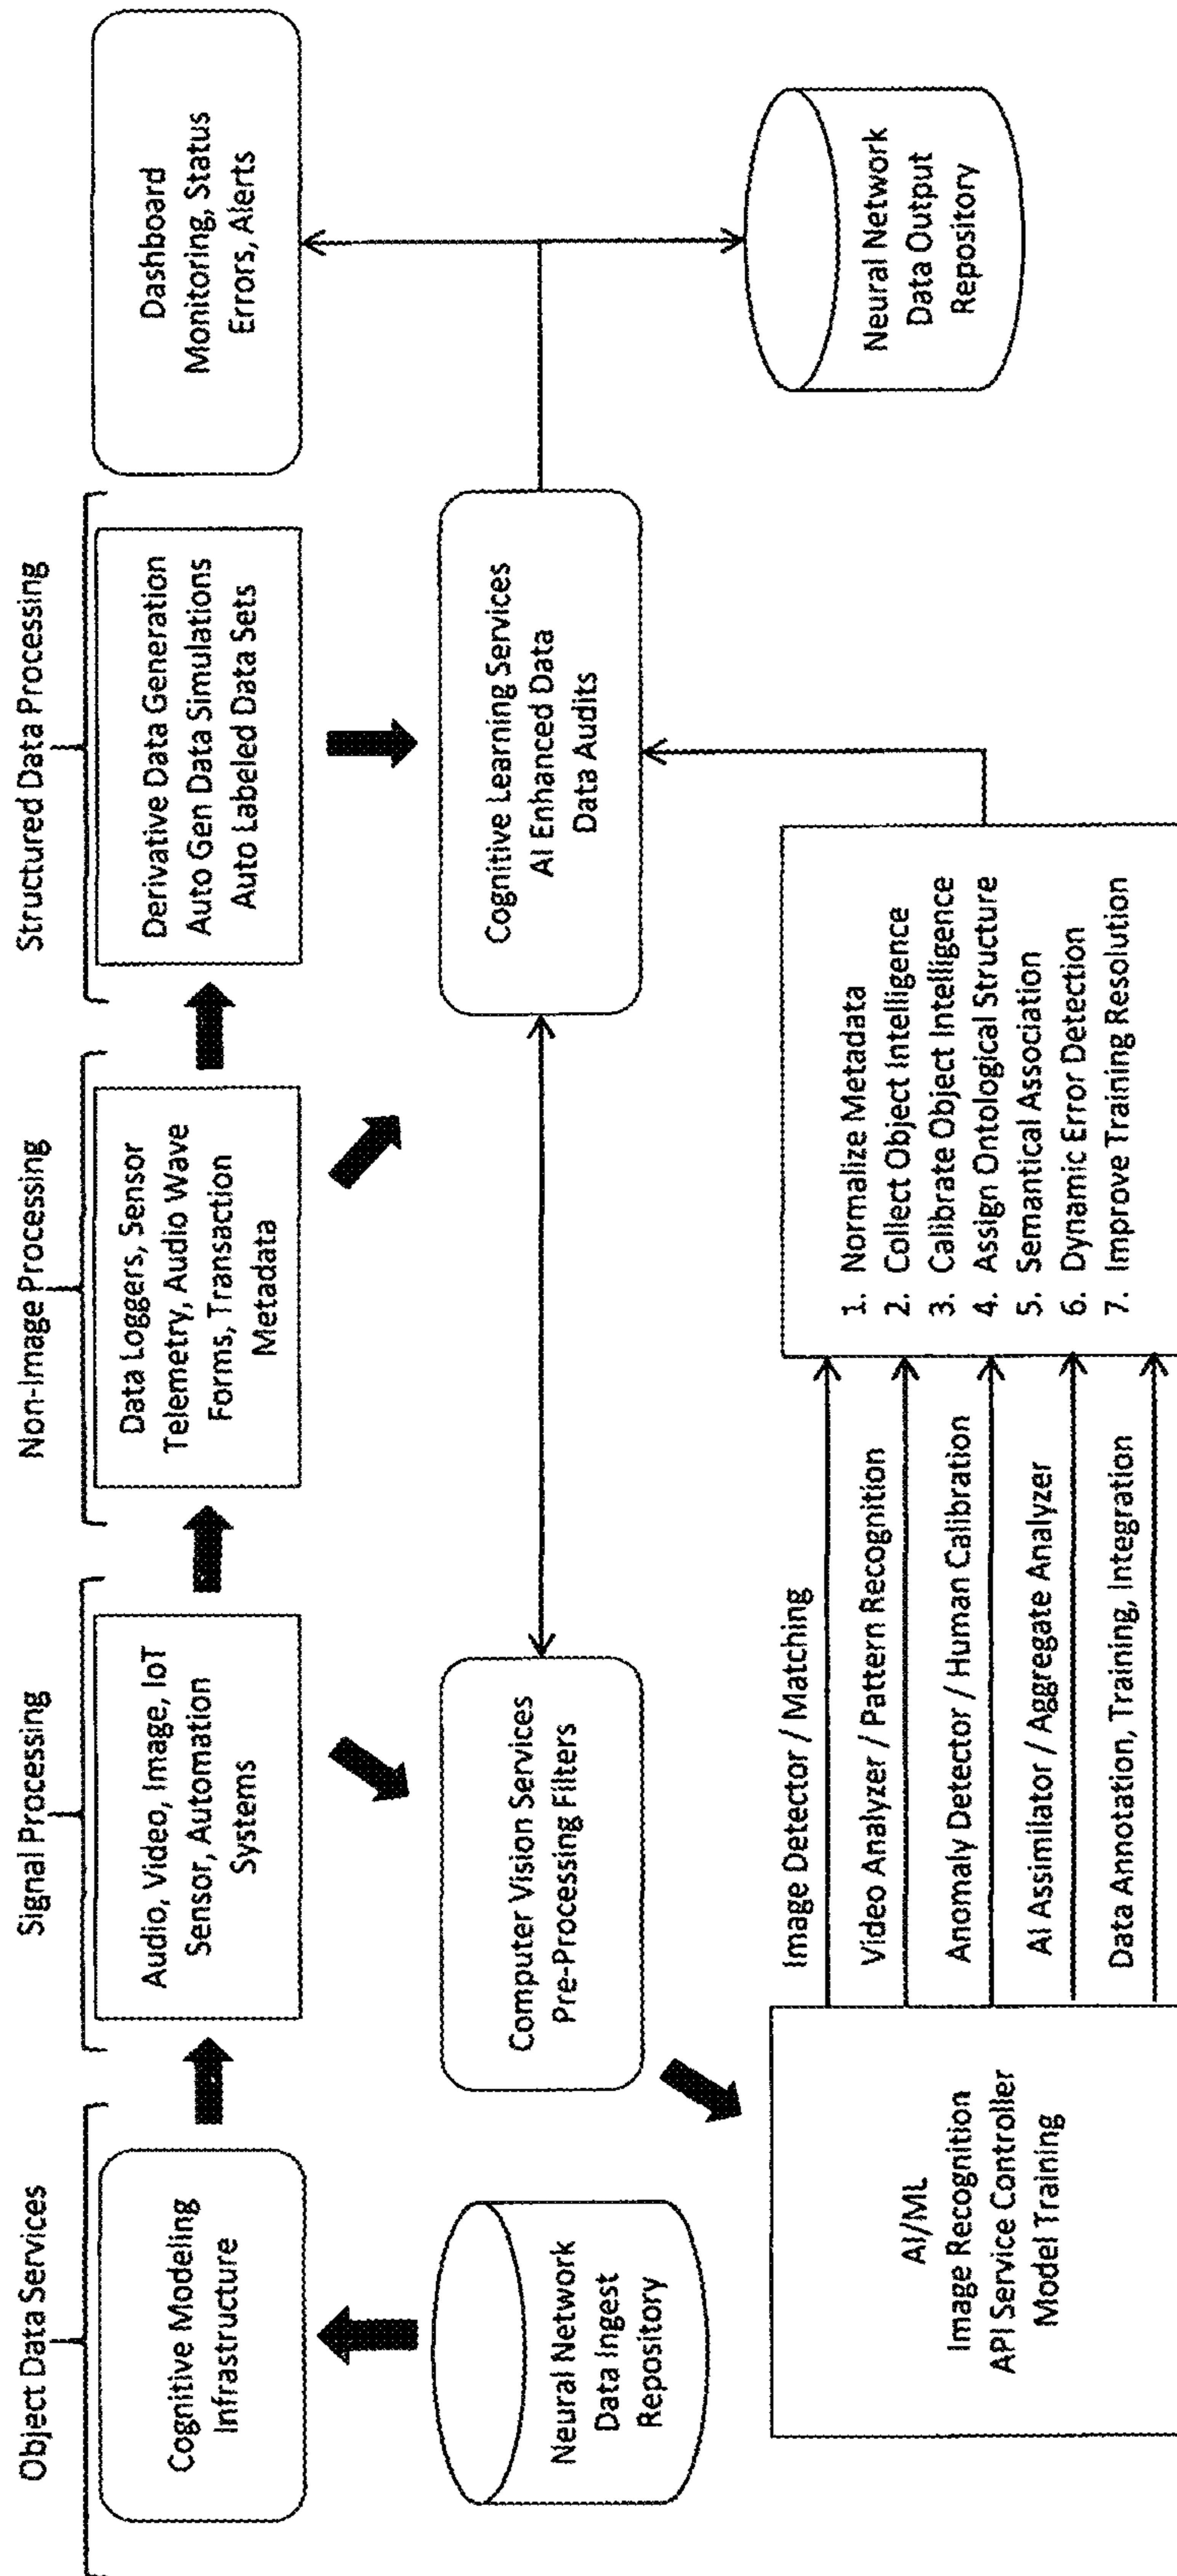 Object Data Services
Signal Processing
Non-Image Processing
Structured Data Processing
Cognitive Modeling
Infrastructure
Audio, Video, Image, IoT
Sensor, Automation
Systems
Data Loggers, Sensor
Telemetry, Audio Wave
Forms, Transaction
Metadata
Derivative Data Generation
Auto Gen Data Simulations
Auto Labeled Data Sets
Dashboard
Monitoring, Status
Errors, Alerts
Neural Network
Data Ingest
Repository
Computer Vision Services
Pre-Processing Filters
Cognitive Learning Services
AI Enhanced Data
Data Audits
Neural Network
Data Output
Repository
AI/ML
Image Recognition
API Service Controller
Model Training
Image Detector / Matching
Video Analyzer / Pattern Recognition
Anomaly Detector / Human Calibration
AI Assimilator / Aggregate Analyzer
Data Annotation, Training, Integration
1. Normalize Metadata
2. Collect Object Intelligence
3. Calibrate Object Intelligence
4. Assign Ontological Structure
5. Semantical Association
6. Dynamic Error Detection
7. Improve Training Resolution